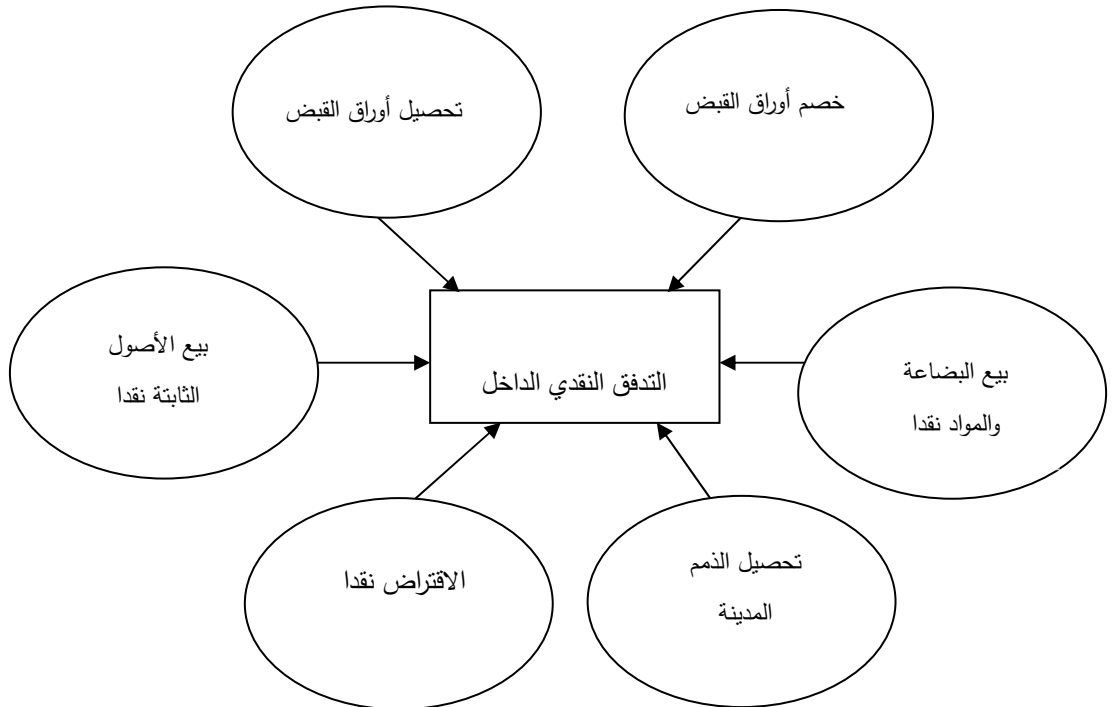 خصم أوراق القبض
تحصيل أوراق القبض
بيع الأصول
الثابتة نقدا
التدفق النقدي الداخل
بيع البضاعة
والمواد نقدا
الاقتراض نقدا
تحصيل الذمم
المدينة